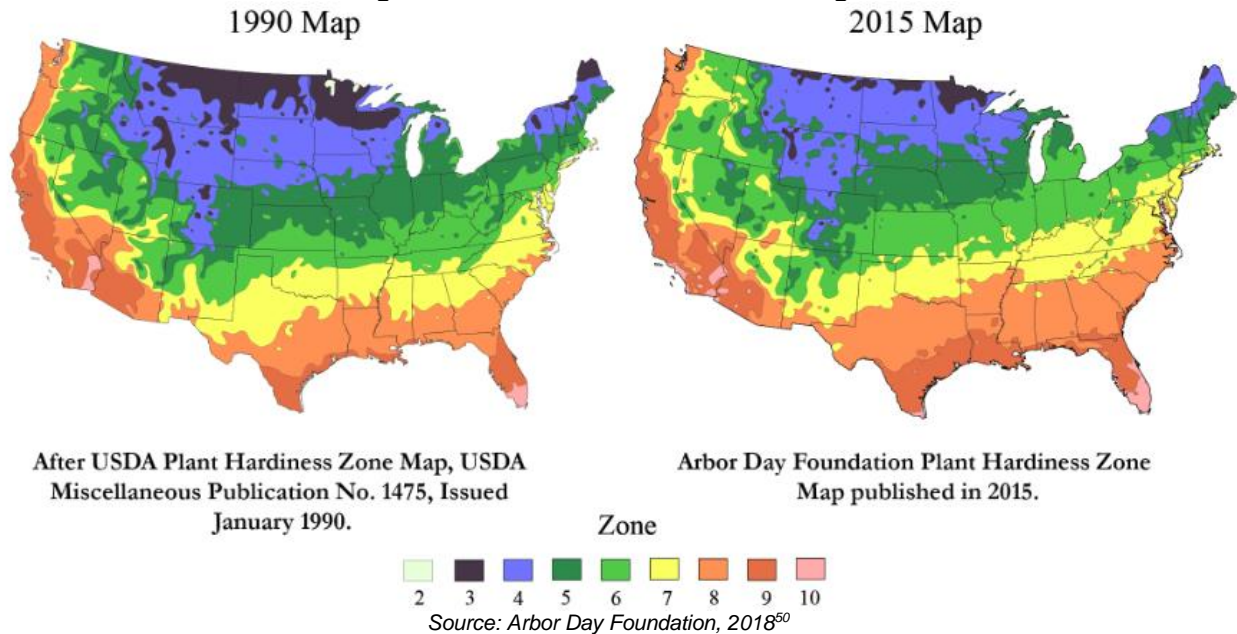 1990 Map
2015 Map
After USDA Plant Hardiness Zone Map, USDA
Miscellaneous Publication No. 1475, Issued
January 1990.
Arbor Day Foundation Plant Hardiness Zone
Map published in 2015.
Zone
2 3 4 5 6 7 8 9 10
Source: Arbor Day Foundation, 2018⁵⁰